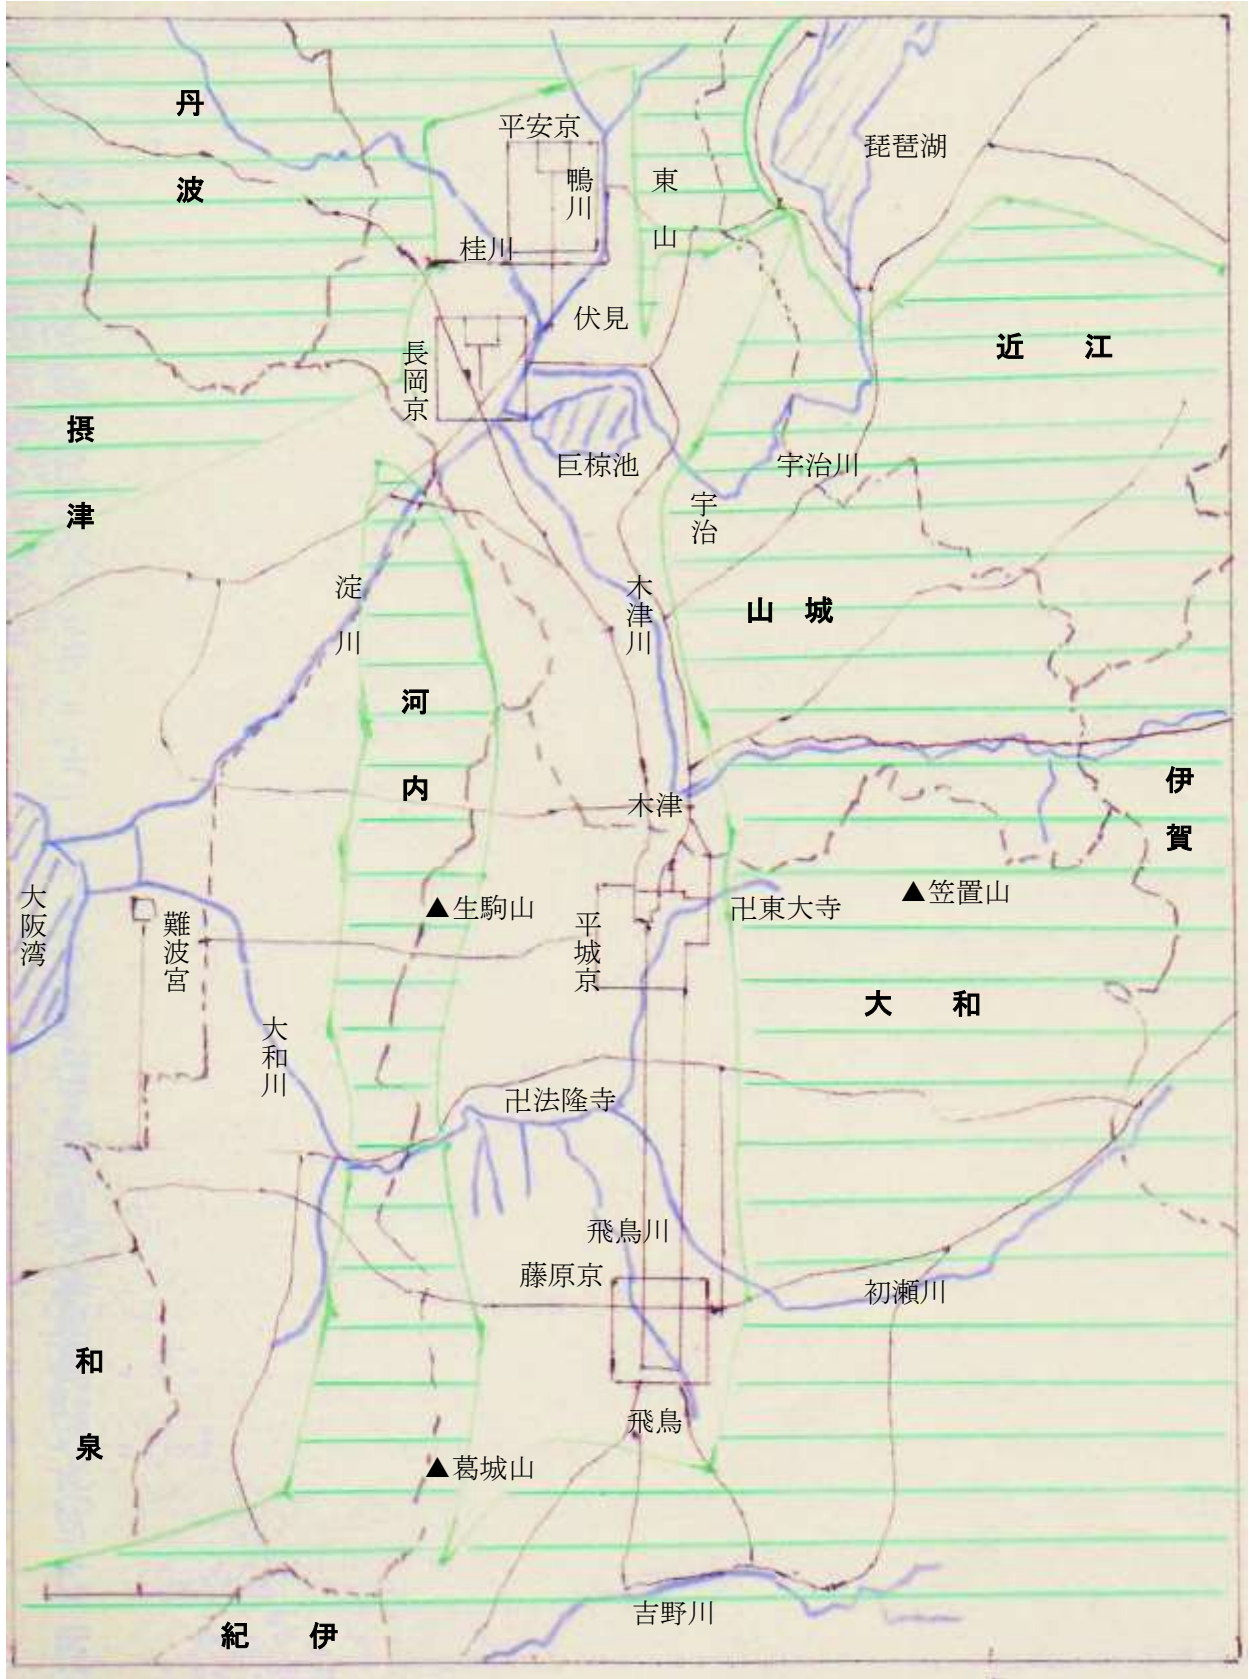 丹波
平安京
鴨川
東山
琵琶湖
桂川
伏見
長岡京
近江
摂津
巨椋池
宇治川
宇治
淀川
木津川
山城
河内
木津
伊賀
大阪湾
難波宮
▲生駒山
平城京
卍東大寺
▲笠置山
大和
大和川
卍法隆寺
飛鳥川
藤原京
初瀬川
和泉
飛鳥
▲葛城山
吉野川
紀伊